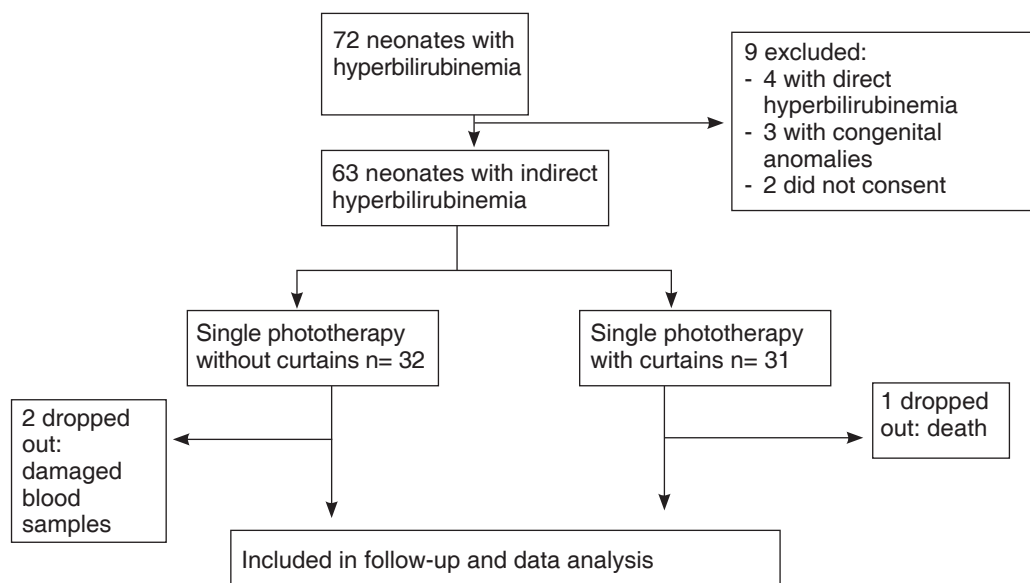 72 neonates with
hyperbilirubinemia
9 excluded:
- 4 with direct
hyperbilirubinemia
- 3 with congenital
anomalies
- 2 did not consent
63 neonates with indirect
hyperbilirubinemia
Single phototherapy
without curtains n= 32
Single phototherapy
with curtains n= 31
2 dropped
out:
damaged
blood
samples
1 dropped
out: death
Included in follow-up and data analysis